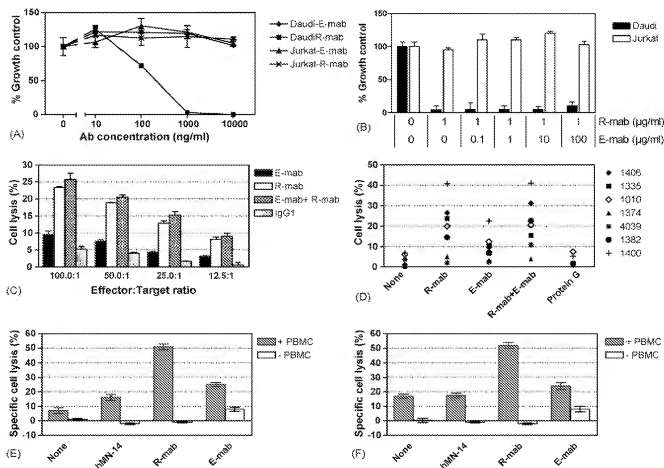 Daudi-E-mab
DaudiR-mab
Jurkat-E-mab
Jurkat-R-mab
% Growth control
150
100
50
0
0 10 100 1000 10000
Ab concentration (ng/ml)
(A)
Daudi
Jurkat
% Growth control
125
100
75
50
25
0
0 1 1 1 1 1 R-mab (µg/ml)
0 0 0.1 1 10 100 E-mab (µg/ml)
(B)
E-mab
R-mab
E-mab+ R-mab
IgG1
Cell lysis (%)
30
25
20
15
10
5
0
100.0:1 50.0:1 25.0:1 12.5:1
Effector:Target ratio
(C)
1406
1335
1010
1374
4039
1382
1400
Cell lysis (%)
50
40
30
20
10
0
None R-mab E-mab R-mab+E-mab Protein G
(D)
+ PBMC
- PBMC
Specific cell lysis (%)
60
50
40
30
20
10
0
-10
None hMN-14 R-mab E-mab
(E)
+ PBMC
- PBMC
Specific cell lysis (%)
60
50
40
30
20
10
0
-10
None hMN-14 R-mab E-mab
(F)